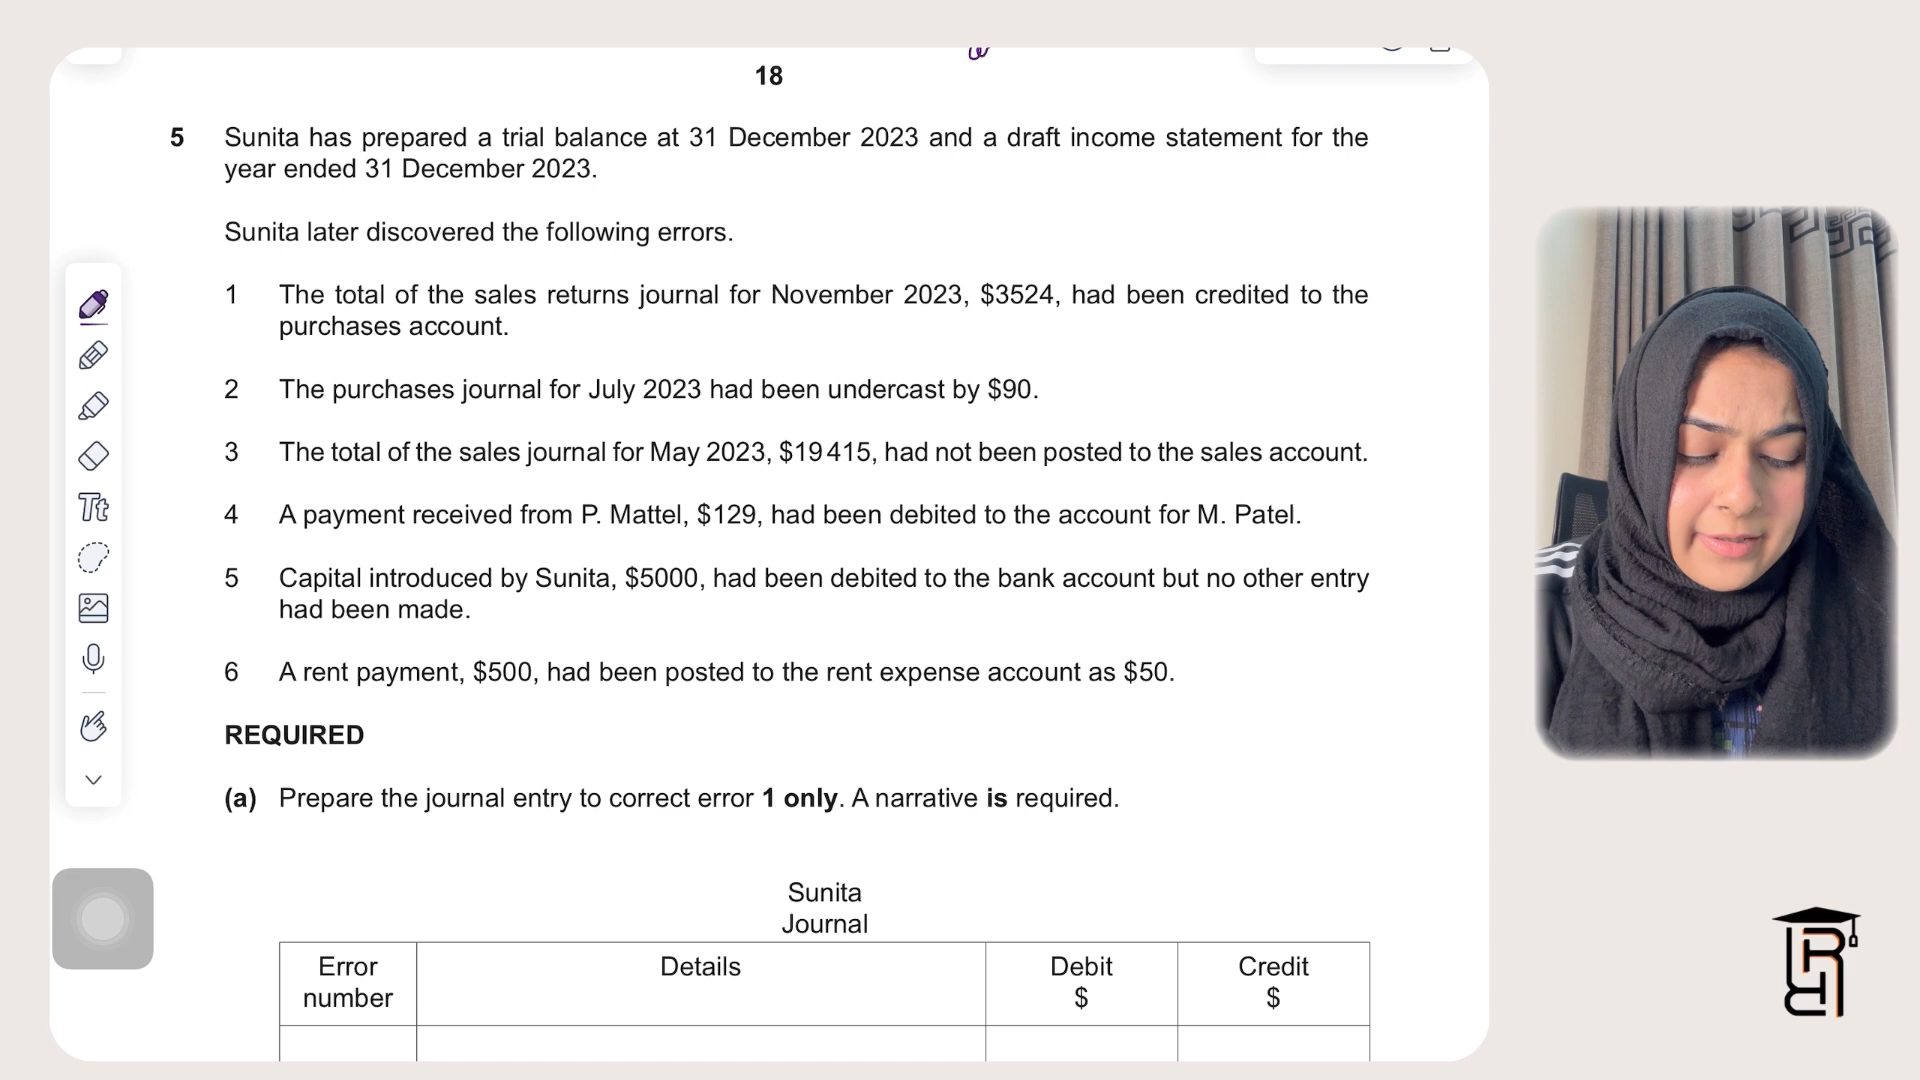 18
5 Sunita has prepared a trial balance at 31 December 2023 and a draft income statement for the
year ended 31 December 2023.
Sunita later discovered the following errors.
1 The total of the sales returns journal for November 2023, $3524, had been credited to the
purchases account.
2 The purchases journal for July 2023 had been undercast by $90.
3 The total of the sales journal for May 2023, $19 415, had not been posted to the sales account.
4 A payment received from P. Mattel, $129, had been debited to the account for M. Patel.
5 Capital introduced by Sunita, $5000, had been debited to the bank account but no other entry
had been made.
6 A rent payment, $500, had been posted to the rent expense account as $50.
REQUIRED
(a) Prepare the journal entry to correct error 1 only. A narrative is required.
Sunita
Journal
Error
number
Details
Debit
$
Credit
$
Tt